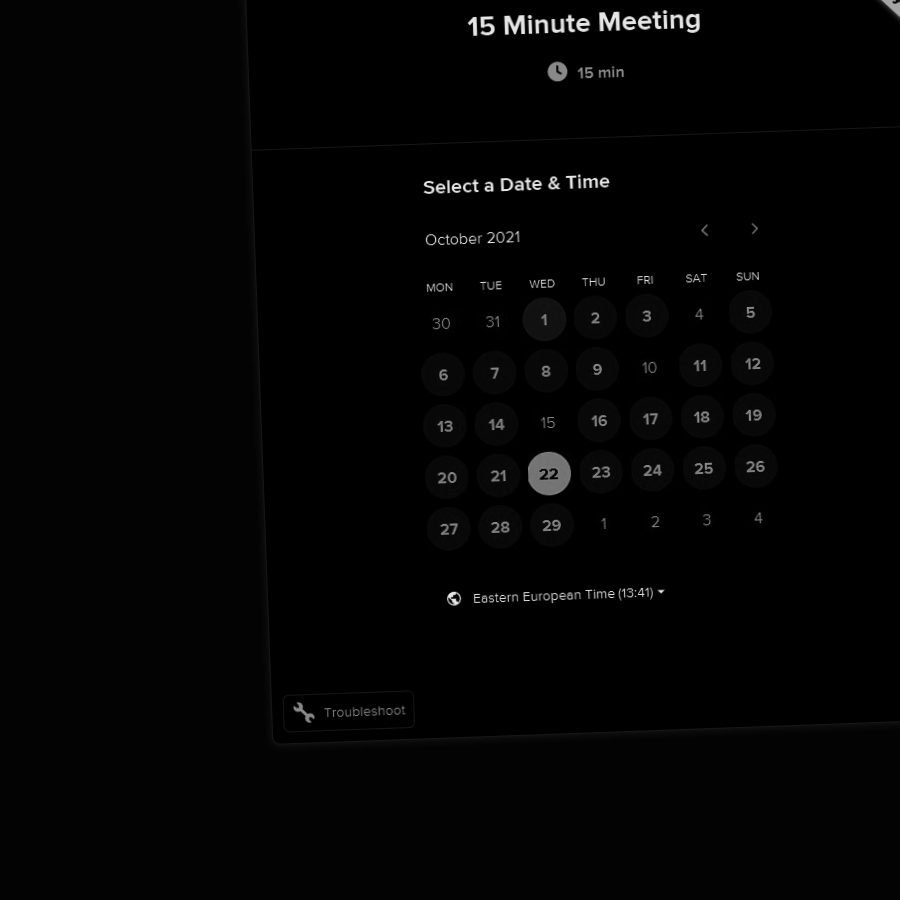 15 Minute Meeting
15 min
Select a Date & Time
October 2021
MON TUE WED THU FRI SAT SUN
30 31 1 2 3 4 5
6 7 8 9 10 11 12
13 14 15 16 17 18 19
20 21 22 23 24 25 26
27 28 29 1 2 3 4
Eastern European Time (13:41)
Troubleshoot